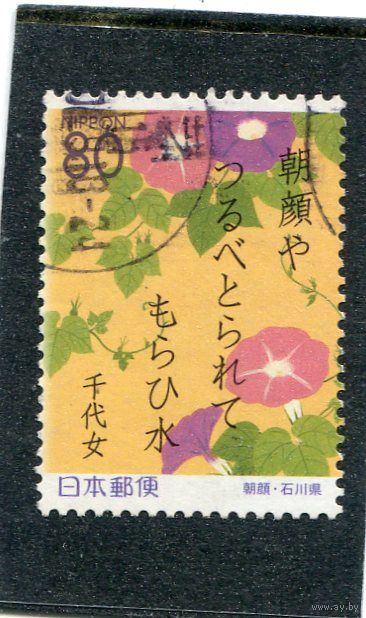 NIPPON
80
朝顔や
つるべとられて
もらひ水
千代女
日本郵便
朝顔・石川県
www.ay.by